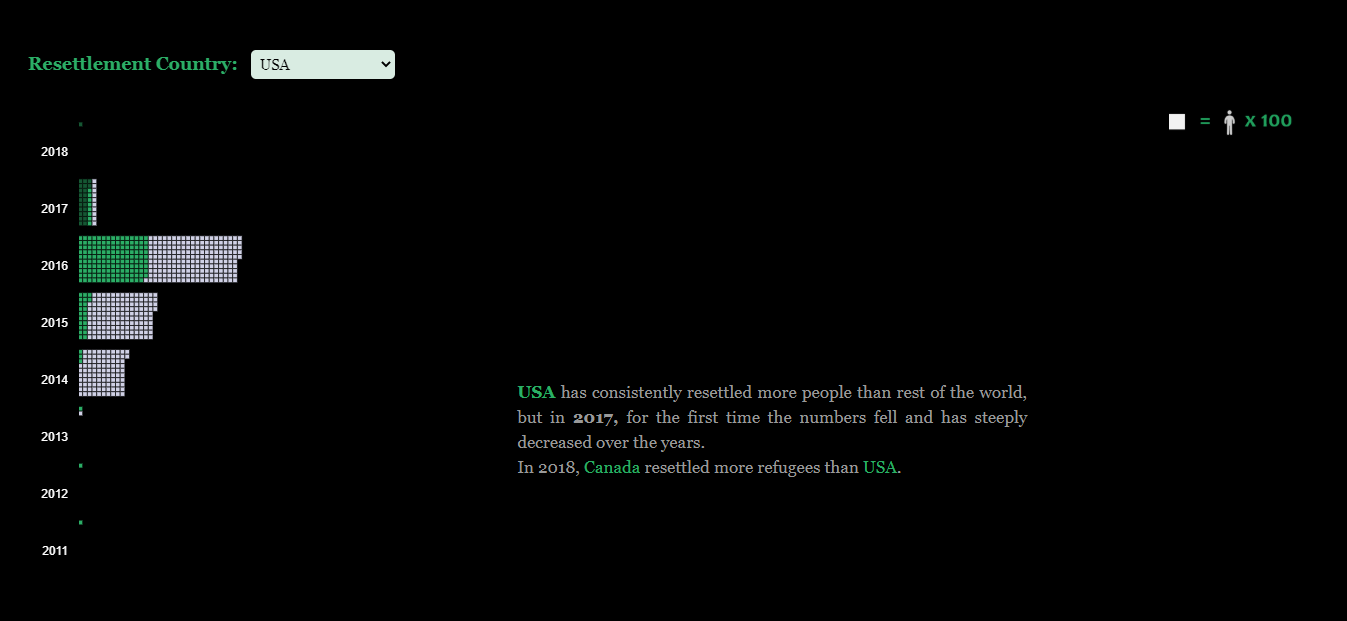 Resettlement Country: USA
= X 100
2018
2017
2016
2015
2014
2013
2012
2011
USA has consistently resettled more people than rest of the world,
but in 2017, for the first time the numbers fell and has steeply
decreased over the years.
In 2018, Canada resettled more refugees than USA.